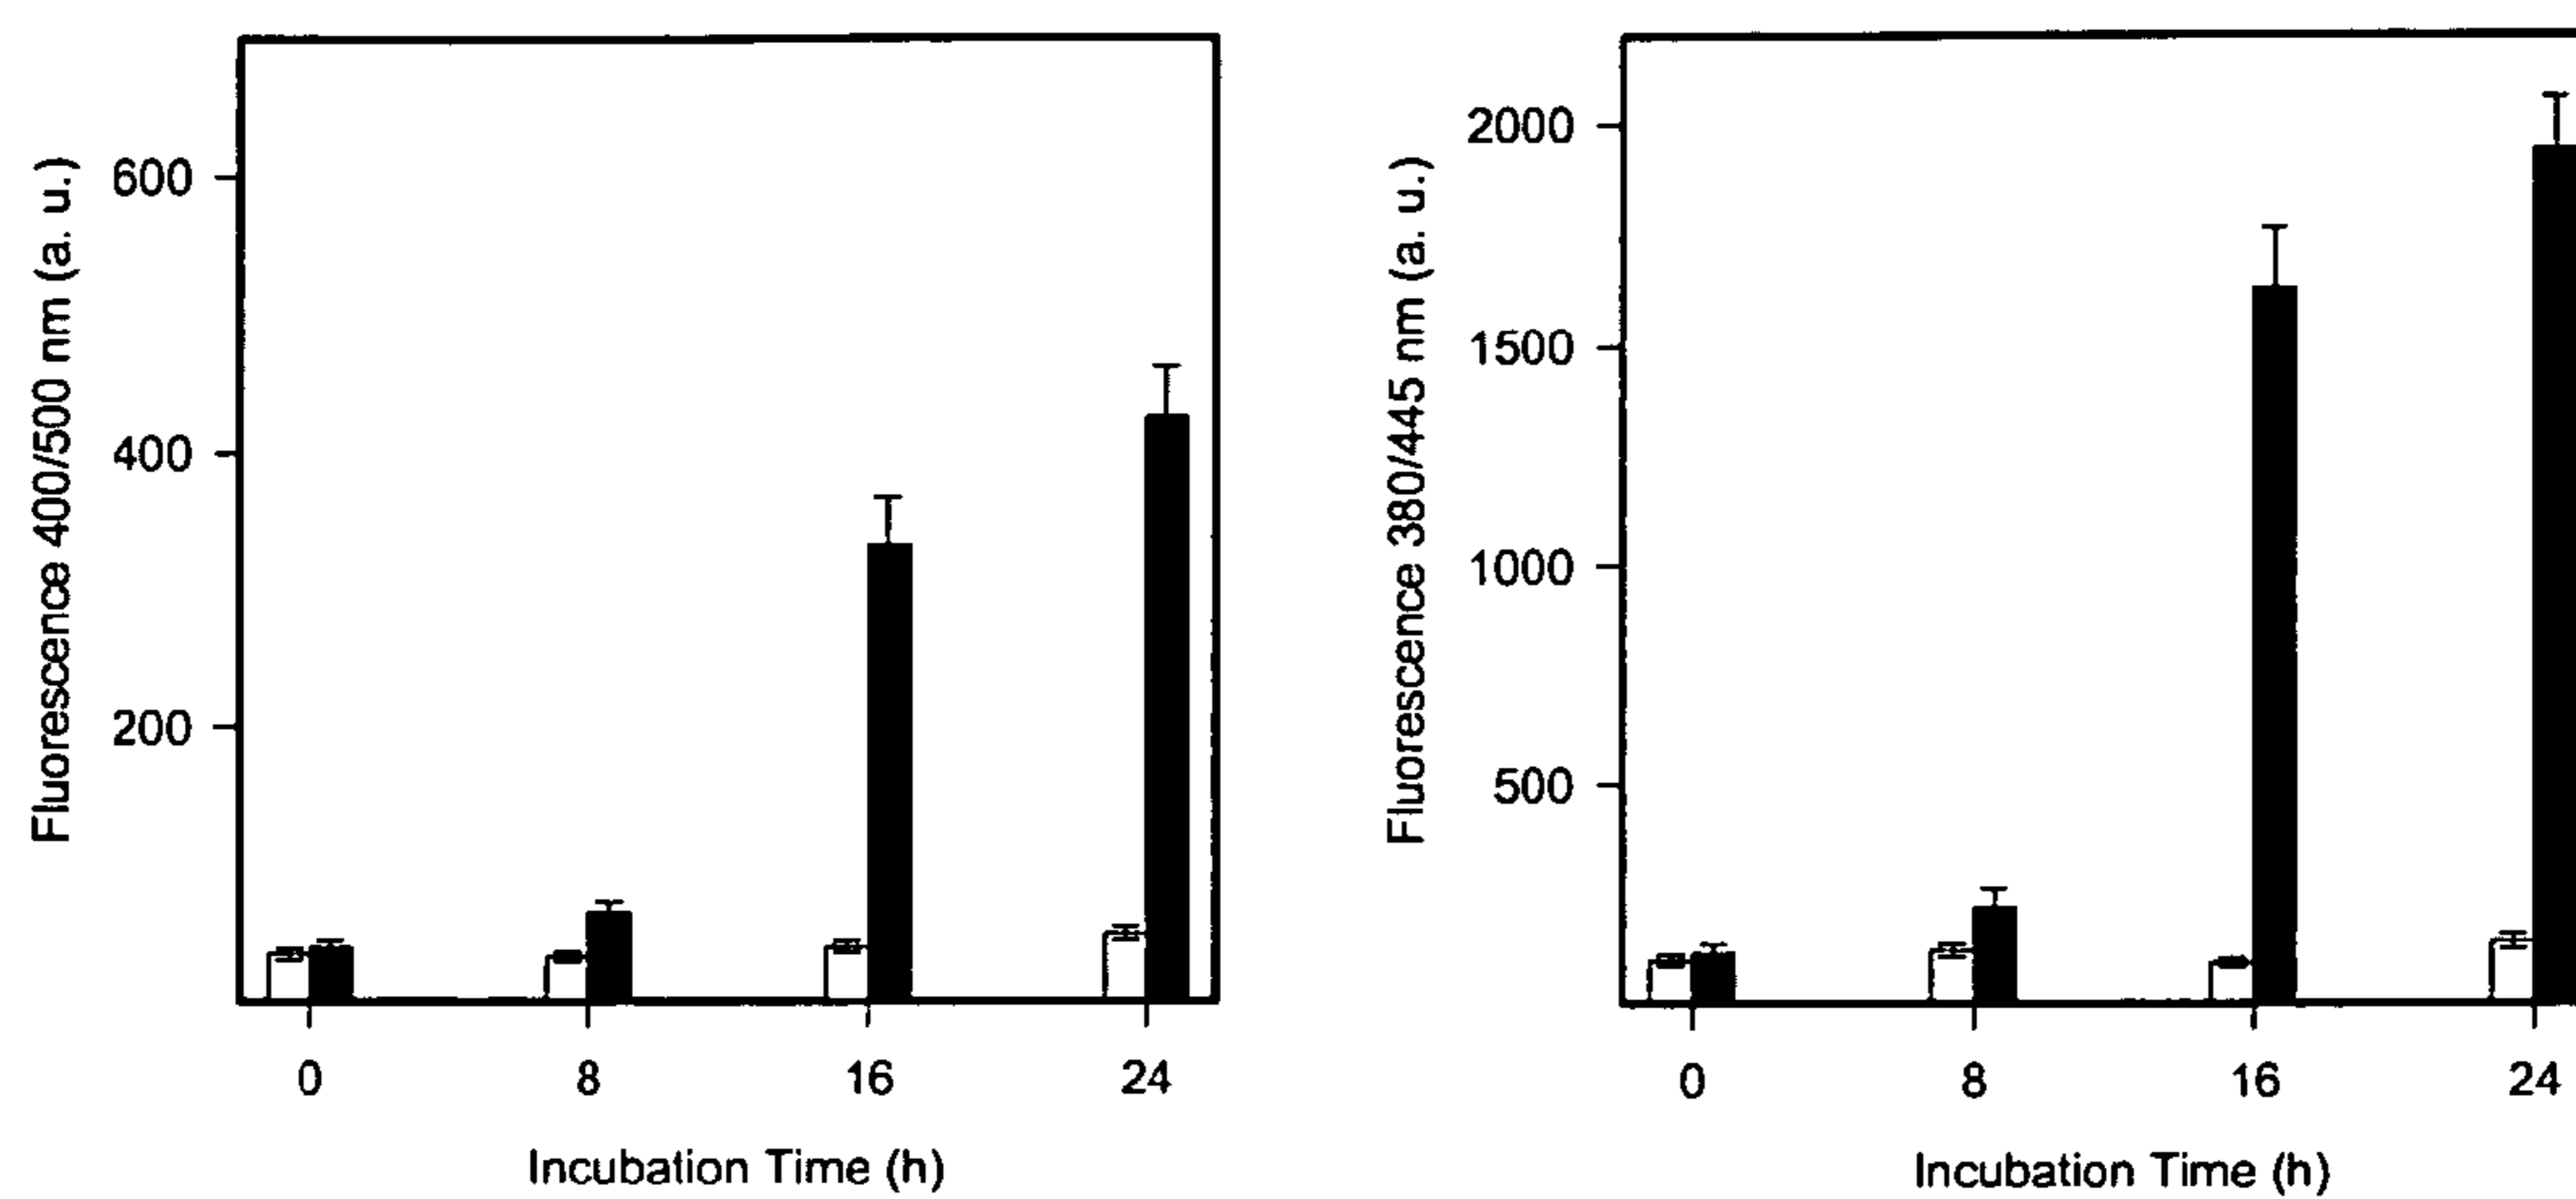 Fluorescence 400/500 nm (a. u.)
600
400
200
0 8 16 24
Incubation Time (h)
Fluorescence 380/445 nm (a. u.)
2000
1500
1000
500
0 8 16 24
Incubation Time (h)